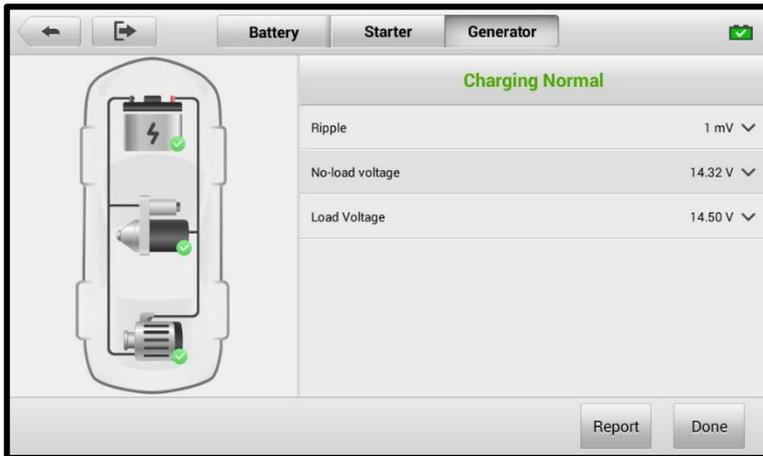 Battery Starter Generator
Charging Normal
Ripple 1 mV
No-load voltage 14.32 V
Load Voltage 14.50 V
Report Done